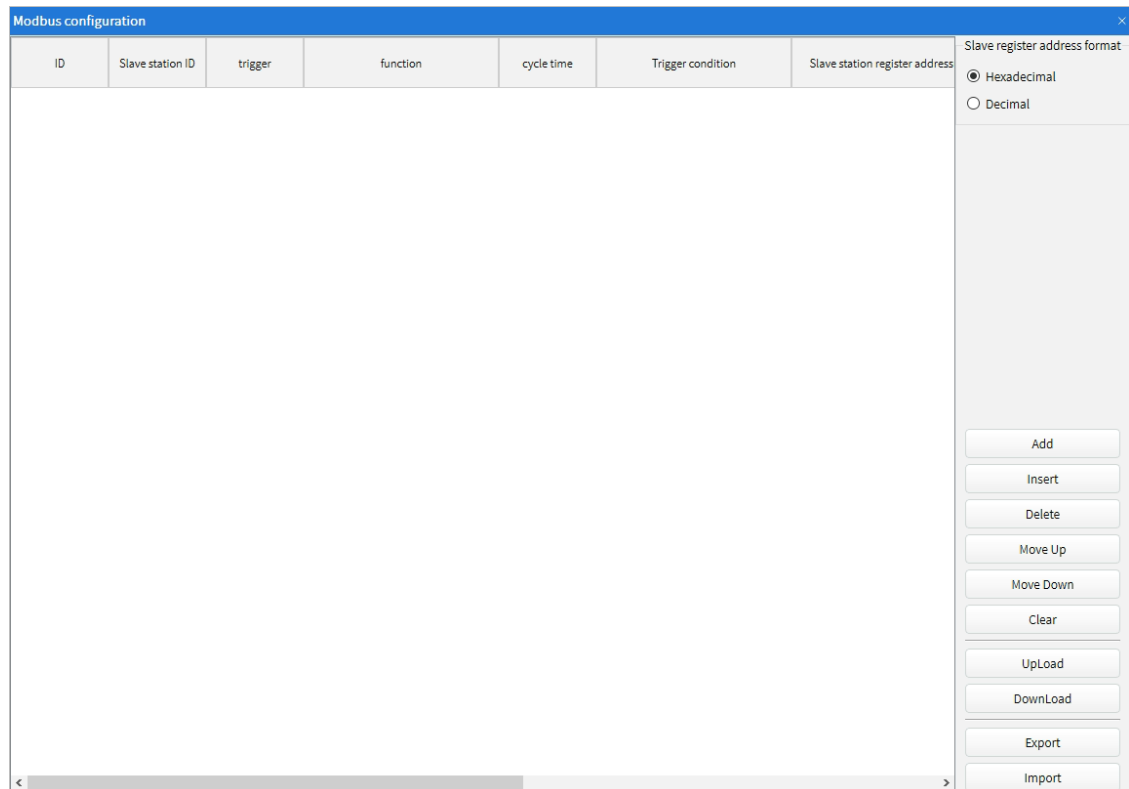 Modbus configuration
ID
Slave station ID
trigger
function
cycle time
Trigger condition
Slave station register address
Slave register address format
Hexadecimal
Decimal
Add
Insert
Delete
Move Up
Move Down
Clear
UpLoad
DownLoad
Export
Import